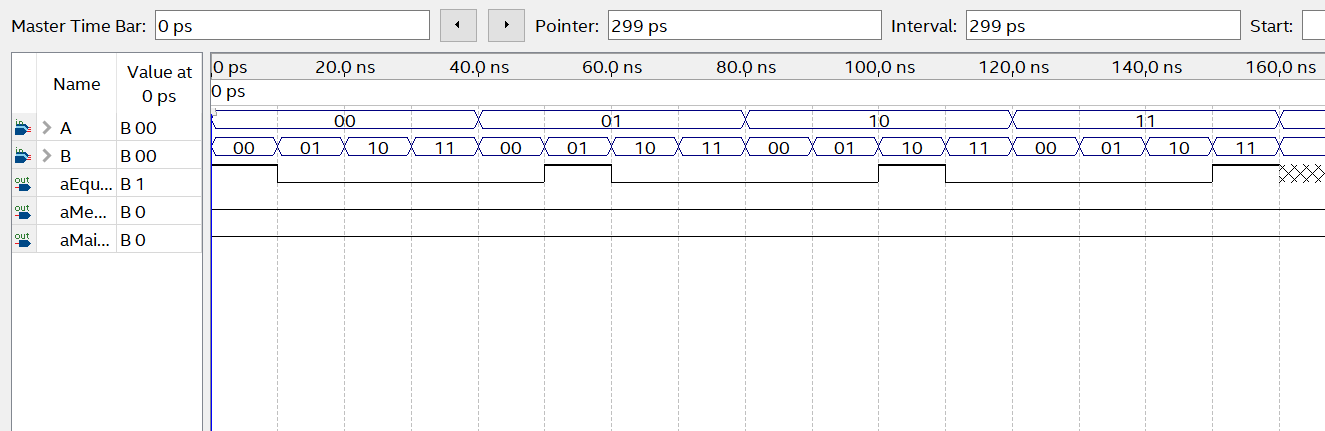 Master Time Bar: 0 ps Pointer: 299 ps Interval: 299 ps Start:
Name Value at 0 ps
0 ps 20.0 ns 40.0 ns 60.0 ns 80.0 ns 100.0 ns 120.0 ns 140.0 ns 160.0 ns
0 ps
in A B 00 00 01 10 11
in B B 00 00 01 10 11 00 01 10 11 00 01 10 11 00 01 10 11
out aEqu... B 1
out aMe... B 0
out aMai... B 0